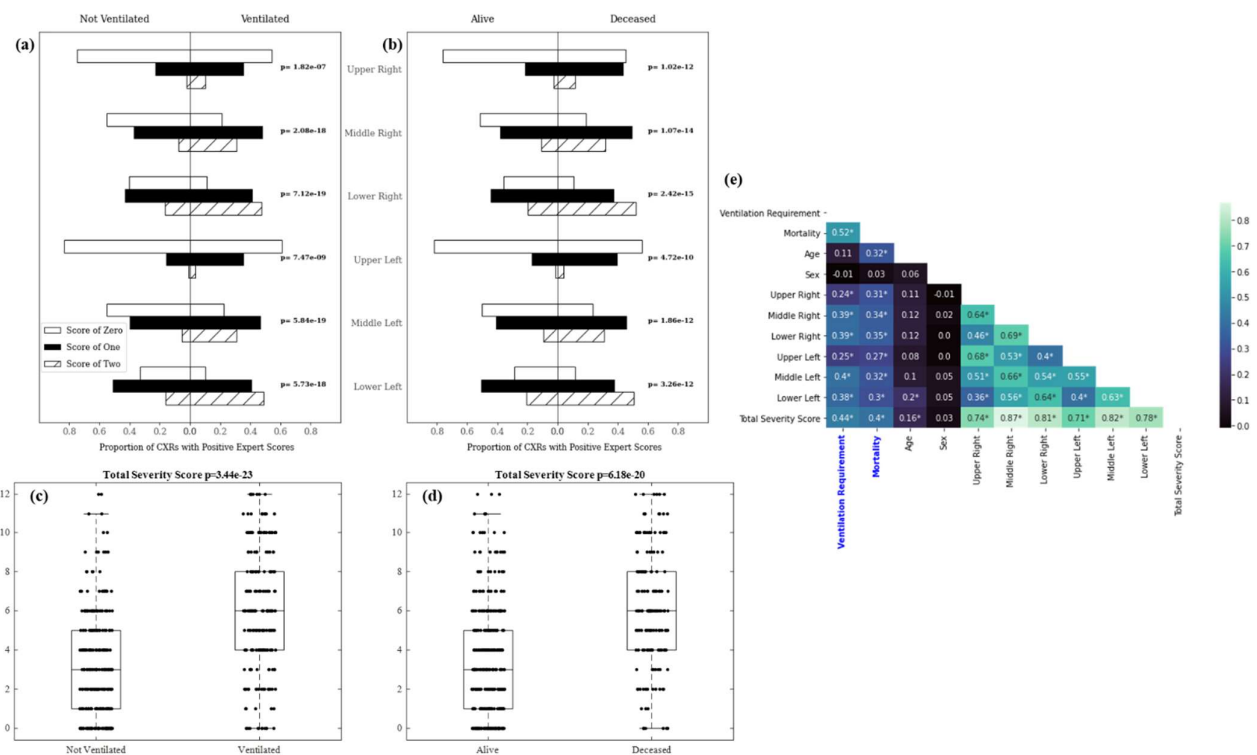 Not Ventilated Ventilated Alive Deceased
(a) (b)
p= 1.82e-07 Upper Right p= 1.02e-12
p= 2.08e-18 Middle Right p= 1.07e-14
p= 7.12e-19 Lower Right p= 2.42e-15
p= 7.47e-09 Upper Left p= 4.72e-10
p= 5.84e-19 Middle Left p= 1.86e-12
p= 5.73e-18 Lower Left p= 3.26e-12
Score of Zero
Score of One
Score of Two
0.8 0.6 0.4 0.2 0.0 0.2 0.4 0.6 0.8 0.8 0.6 0.4 0.2 0.0 0.2 0.4 0.6 0.8
Proportion of CXRs with Positive Expert Scores Proportion of CXRs with Positive Expert Scores
(e)
Ventilation Requirement
Mortality 0.52*
Age 0.11 0.32*
Sex -0.01 0.03 0.06
Upper Right 0.24* 0.31* 0.11 -0.01
Middle Right 0.39* 0.34* 0.12 0.02 0.64*
Lower Right 0.39* 0.35* 0.12 0.0 0.46* 0.69*
Upper Left 0.25* 0.27* 0.08 0.0 0.68* 0.53* 0.4*
Middle Left 0.4* 0.32* 0.1 0.05 0.51* 0.66* 0.54* 0.55*
Lower Left 0.38* 0.3* 0.2* 0.05 0.36* 0.56* 0.64* 0.4* 0.63*
Total Severity Score 0.44* 0.4* 0.16* 0.03 0.74* 0.87* 0.81* 0.71* 0.82* 0.78*
Ventilation Requirement
Mortality
Age
Sex
Upper Right
Middle Right
Lower Right
Upper Left
Middle Left
Lower Left
Total Severity Score
0.8
0.7
0.6
0.5
0.4
0.3
0.2
0.1
0.0
Total Severity Score p=3.44e-23 Total Severity Score p=6.18e-20
(c) (d)
12 12
10 10
8 8
6 6
4 4
2 2
0 0
Not Ventilated Ventilated Alive Deceased